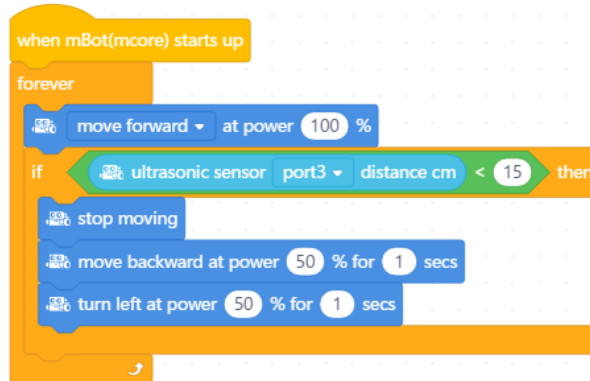 when mBot(mcore) starts up
forever
move forward at power 100 %
if ultrasonic sensor port3 distance cm < 15 then
stop moving
move backward at power 50 % for 1 secs
turn left at power 50 % for 1 secs